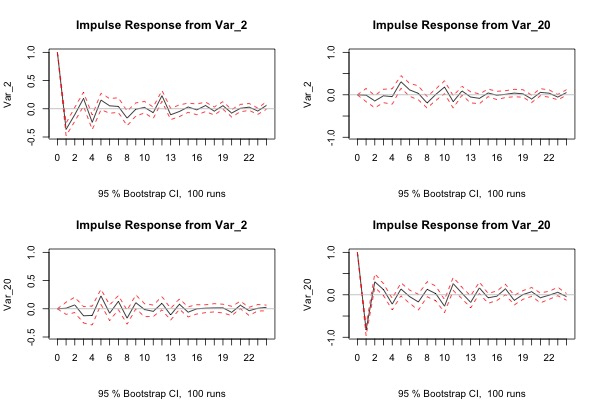 Impulse Response from Var_2
Var_2
-0.5 0.0 0.5 1.0
0 2 4 6 8 10 13 16 19 22
95 % Bootstrap CI, 100 runs
Impulse Response from Var_20
Var_2
-1.0 0.0 1.0
0 2 4 6 8 10 13 16 19 22
95 % Bootstrap CI, 100 runs
Impulse Response from Var_2
Var_20
-0.5 0.0 0.5 1.0
0 2 4 6 8 10 13 16 19 22
95 % Bootstrap CI, 100 runs
Impulse Response from Var_20
Var_20
-1.0 0.0 1.0
0 2 4 6 8 10 13 16 19 22
95 % Bootstrap CI, 100 runs